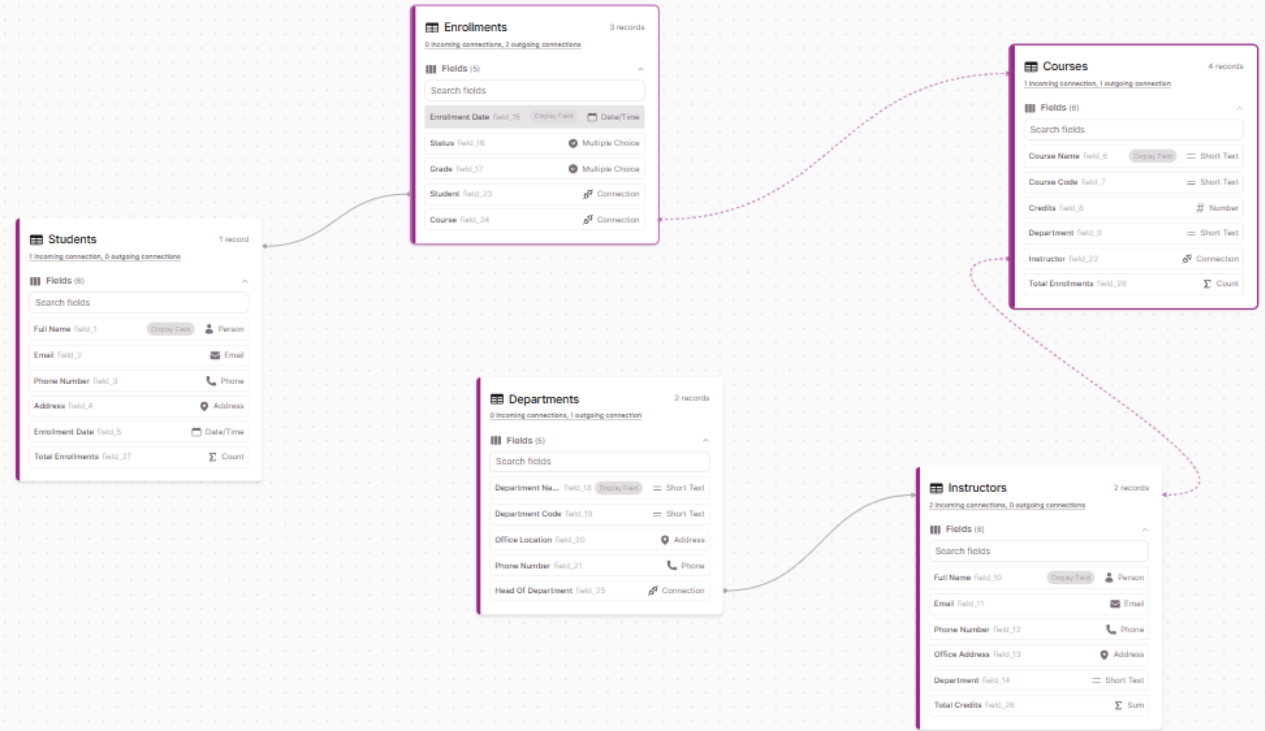 Enrollments 3 records
0 incoming connections, 2 outgoing connections
Fields (5)
Search fields
Enrollment Date field_15 Display Field Date/Time
Status field_16 Multiple Choice
Grade field_17 Multiple Choice
Student field_23 Connection
Course field_24 Connection
Courses 4 records
1 incoming connection, 1 outgoing connection
Fields (6)
Search fields
Course Name field_6 Display Field Short Text
Course Code field_7 Short Text
Credits field_8 Number
Department field_9 Short Text
Instructor field_22 Connection
Total Enrollments field_28 Count
Students 1 record
1 incoming connection, 0 outgoing connections
Fields (6)
Search fields
Full Name field_1 Display Field Person
Email field_2 Email
Phone Number field_3 Phone
Address field_4 Address
Enrollment Date field_5 Date/Time
Total Enrollments field_27 Count
Departments 2 records
0 incoming connections, 1 outgoing connection
Fields (5)
Search fields
Department Na... field_18 Display Field Short Text
Department Code field_19 Short Text
Office Location field_20 Address
Phone Number field_21 Phone
Head Of Department field_25 Connection
Instructors 2 records
2 incoming connections, 0 outgoing connections
Fields (6)
Search fields
Full Name field_10 Display Field Person
Email field_11 Email
Phone Number field_12 Phone
Office Address field_13 Address
Department field_14 Short Text
Total Credits field_26 Sum